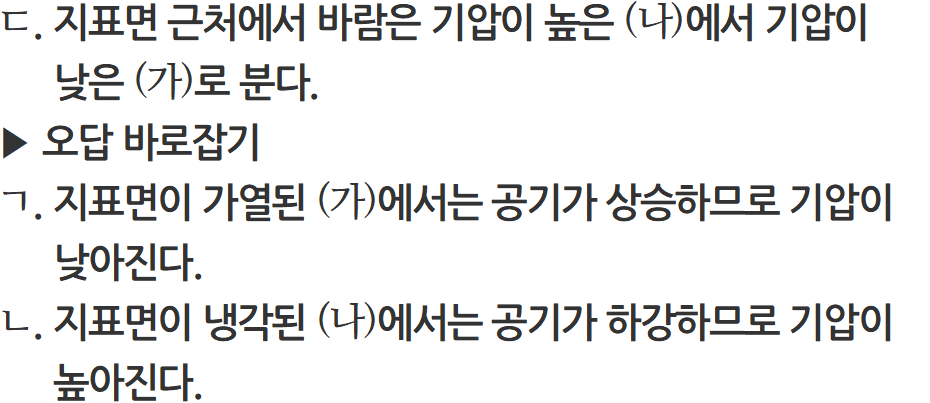 ㄷ. 지표면 근처에서 바람은 기압이 높은 (나)에서 기압이
낮은 (가)로 분다.
▶ 오답 바로잡기
ㄱ. 지표면이 가열된 (가)에서는 공기가 상승하므로 기압이
낮아진다.
ㄴ. 지표면이 냉각된 (나)에서는 공기가 하강하므로 기압이
높아진다.